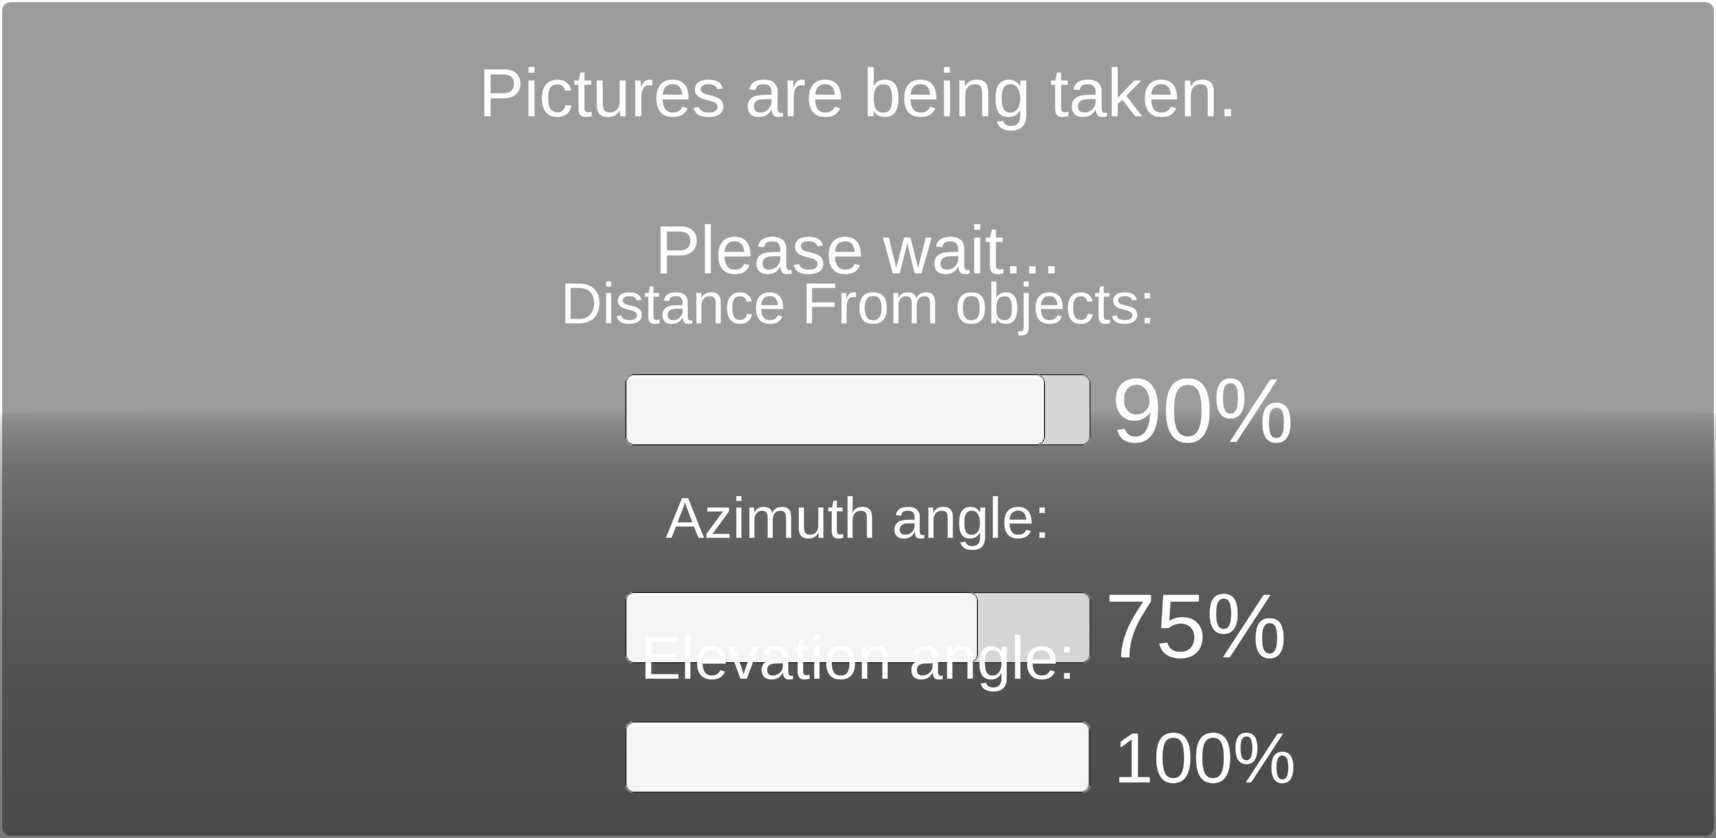 Pictures are being taken.
Please wait...
Distance From objects:
90%
Azimuth angle:
75%
Elevation angle:
100%